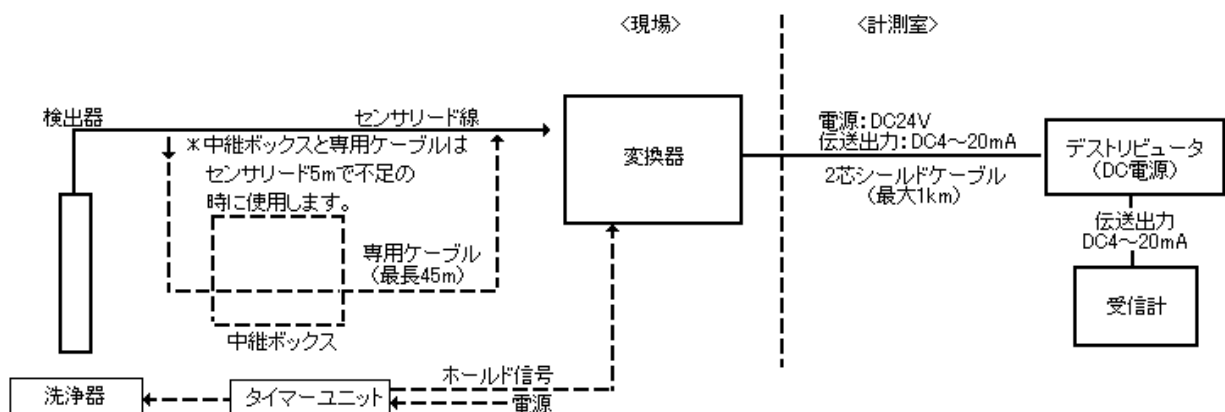 〈現場〉
〈計測室〉
検出器
センサリード線
＊中継ボックスと専用ケーブルは
センサリード5mで不足の
時に使用します。
専用ケーブル
(最長45m)
中継ボックス
変換器
電源:DC24V
伝送出力:DC4～20mA
2芯シールドケーブル
(最大1km)
デストリビュータ
(DC電源)
伝送出力
DC4～20mA
受信計
洗浄器
タイマーユニット
ホールド信号
電源